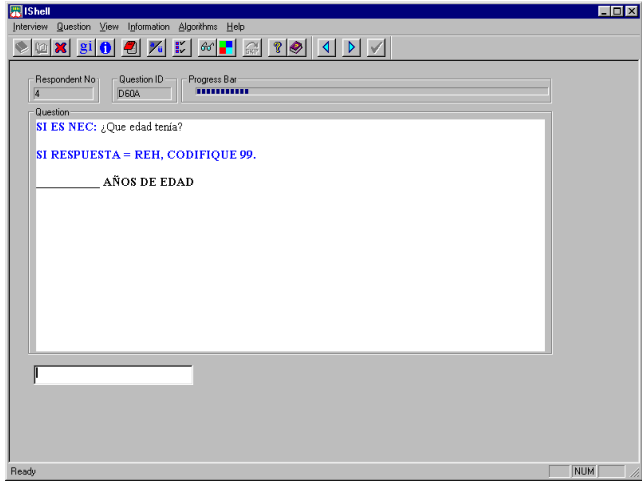 IShell
Interview Question View Information Algorithms Help
gi
SKIP
Respondent No
4
Question ID
D60A
Progress Bar
Question
SI ES NEC: ¿Que edad tenía?
SI RESPUESTA = REH, CODIFIQUE 99.
__________ AÑOS DE EDAD
Ready
NUM